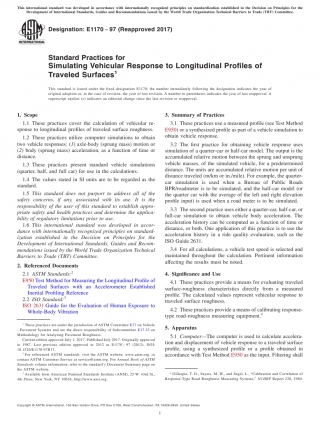 This international standard was developed in accordance with internationally recognized principles on standardization established in the Decision on Principles for the
Development of International Standards, Guides and Recommendations issued by the World Trade Organization Technical Barriers to Trade (TBT) Committee.
Designation: E1170 − 97 (Reapproved 2017)
Standard Practices for
Simulating Vehicular Response to Longitudinal Profiles of
Traveled Surfaces1
This standard is issued under the fixed designation E1170; the number immediately following the designation indicates the year of
original adoption or, in the case of revision, the year of last revision. A number in parentheses indicates the year of last reapproval. A
superscript epsilon (ε) indicates an editorial change since the last revision or reapproval.
1. Scope
1.1 These practices cover the calculation of vehicular re-
sponse to longitudinal profiles of traveled surface roughness.
1.2 These practices utilize computer simulations to obtain
two vehicle responses: (1) axle-body (sprung mass) motion or
(2) body (sprung mass) acceleration, as a function of time or
distance.
1.3 These practices present standard vehicle simulations
(quarter, half, and full car) for use in the calculations.
1.4 The values stated in SI units are to be regarded as the
standard.
1.5 This standard does not purport to address all of the
safety concerns, if any, associated with its use. It is the
responsibility of the user of this standard to establish appro-
priate safety and health practices and determine the applica-
bility of regulatory limitations prior to use.
1.6 This international standard was developed in accor-
dance with internationally recognized principles on standard-
ization established in the Decision on Principles for the
Development of International Standards, Guides and Recom-
mendations issued by the World Trade Organization Technical
Barriers to Trade (TBT) Committee.
2. Referenced Documents
2.1 ASTM Standards:2
E950 Test Method for Measuring the Longitudinal Profile of
Traveled Surfaces with an Accelerometer Established
Inertial Profiling Reference
2.2 ISO Standard:3
ISO 2631 Guide for the Evaluation of Human Exposure to
Whole-Body Vibration
1 These practices are under the jurisdiction of ASTM Committee E17 on Vehicle
- Pavement Systems and are the direct responsibility of Subcommittee E17.33 on
Methodology for Analyzing Pavement Roughness.
Current edition approved July 1, 2017. Published July 2017. Originally approved
in 1987. Last previous edition approved in 2012 as E1170 – 97 (2012). DOI:
10.1520/E1170-97R17.
2 For referenced ASTM standards, visit the ASTM website, www.astm.org, or
contact ASTM Customer Service at service@astm.org. For Annual Book of ASTM
Standards volume information, refer to the standard's Document Summary page on
the ASTM website.
3 Available from American National Standards Institute (ANSI), 25 W. 43rd St.,
4th Floor, New York, NY 10036, http://www.ansi.org.
3. Summary of Practices
3.1 These practices use a measured profile (see Test Method
E950) or a synthesized profile as part of a vehicle simulation to
obtain vehicle response.
3.2 The first practice for obtaining vehicle response uses
simulation of a quarter-car or half-car model. The output is the
accumulated relative motion between the sprung and unsprung
vehicle masses, of the simulated vehicle, for a predetermined
distance. The units are accumulated relative motion per unit of
distance traveled (m/km or in./mile). For example, the quarter-
car simulation is used when a Bureau of Public Roads
BPR/roadmeter is to be simulated, and the half-car model (or
the quarter car with the average of the left and right elevation
profile input) is used when a road meter is to be simulated.
3.3 The second practice uses either a quarter-car, half-car, or
full-car simulation to obtain vehicle body acceleration. The
acceleration history can be computed as a function of time or
distance, or both. One application of this practice is to use the
acceleration history in a ride quality evaluation, such as the
ISO Guide 2631.
3.4 For all calculations, a vehicle test speed is selected and
maintained throughout the calculation. Pertinent information
affecting the results must be noted.
4. Significance and Use
4.1 These practices provide a means for evaluating traveled
surface-roughness characteristics directly from a measured
profile. The calculated values represent vehicular response to
traveled surface roughness.
4.2 These practices provide a means of calibrating response-
type road-roughness measuring equipment.4
5. Apparatus
5.1 Computer—The computer is used to calculate accelera-
tion and displacement of vehicle response to a traveled surface
profile, using a synthesized profile or a profile obtained in
accordance with Test Method E950 as the input. Filtering shall
4 Gillespie, T. D., Sayers, M. W., and Segel, L., “Calibration and Correlation of
Response-Type Road Roughness Measuring Systems,” NCHRP Report 228, 1980.
Copyright © ASTM International, 100 Barr Harbor Drive, PO Box C700, West Conshohocken, PA 19428-2959. United States
1